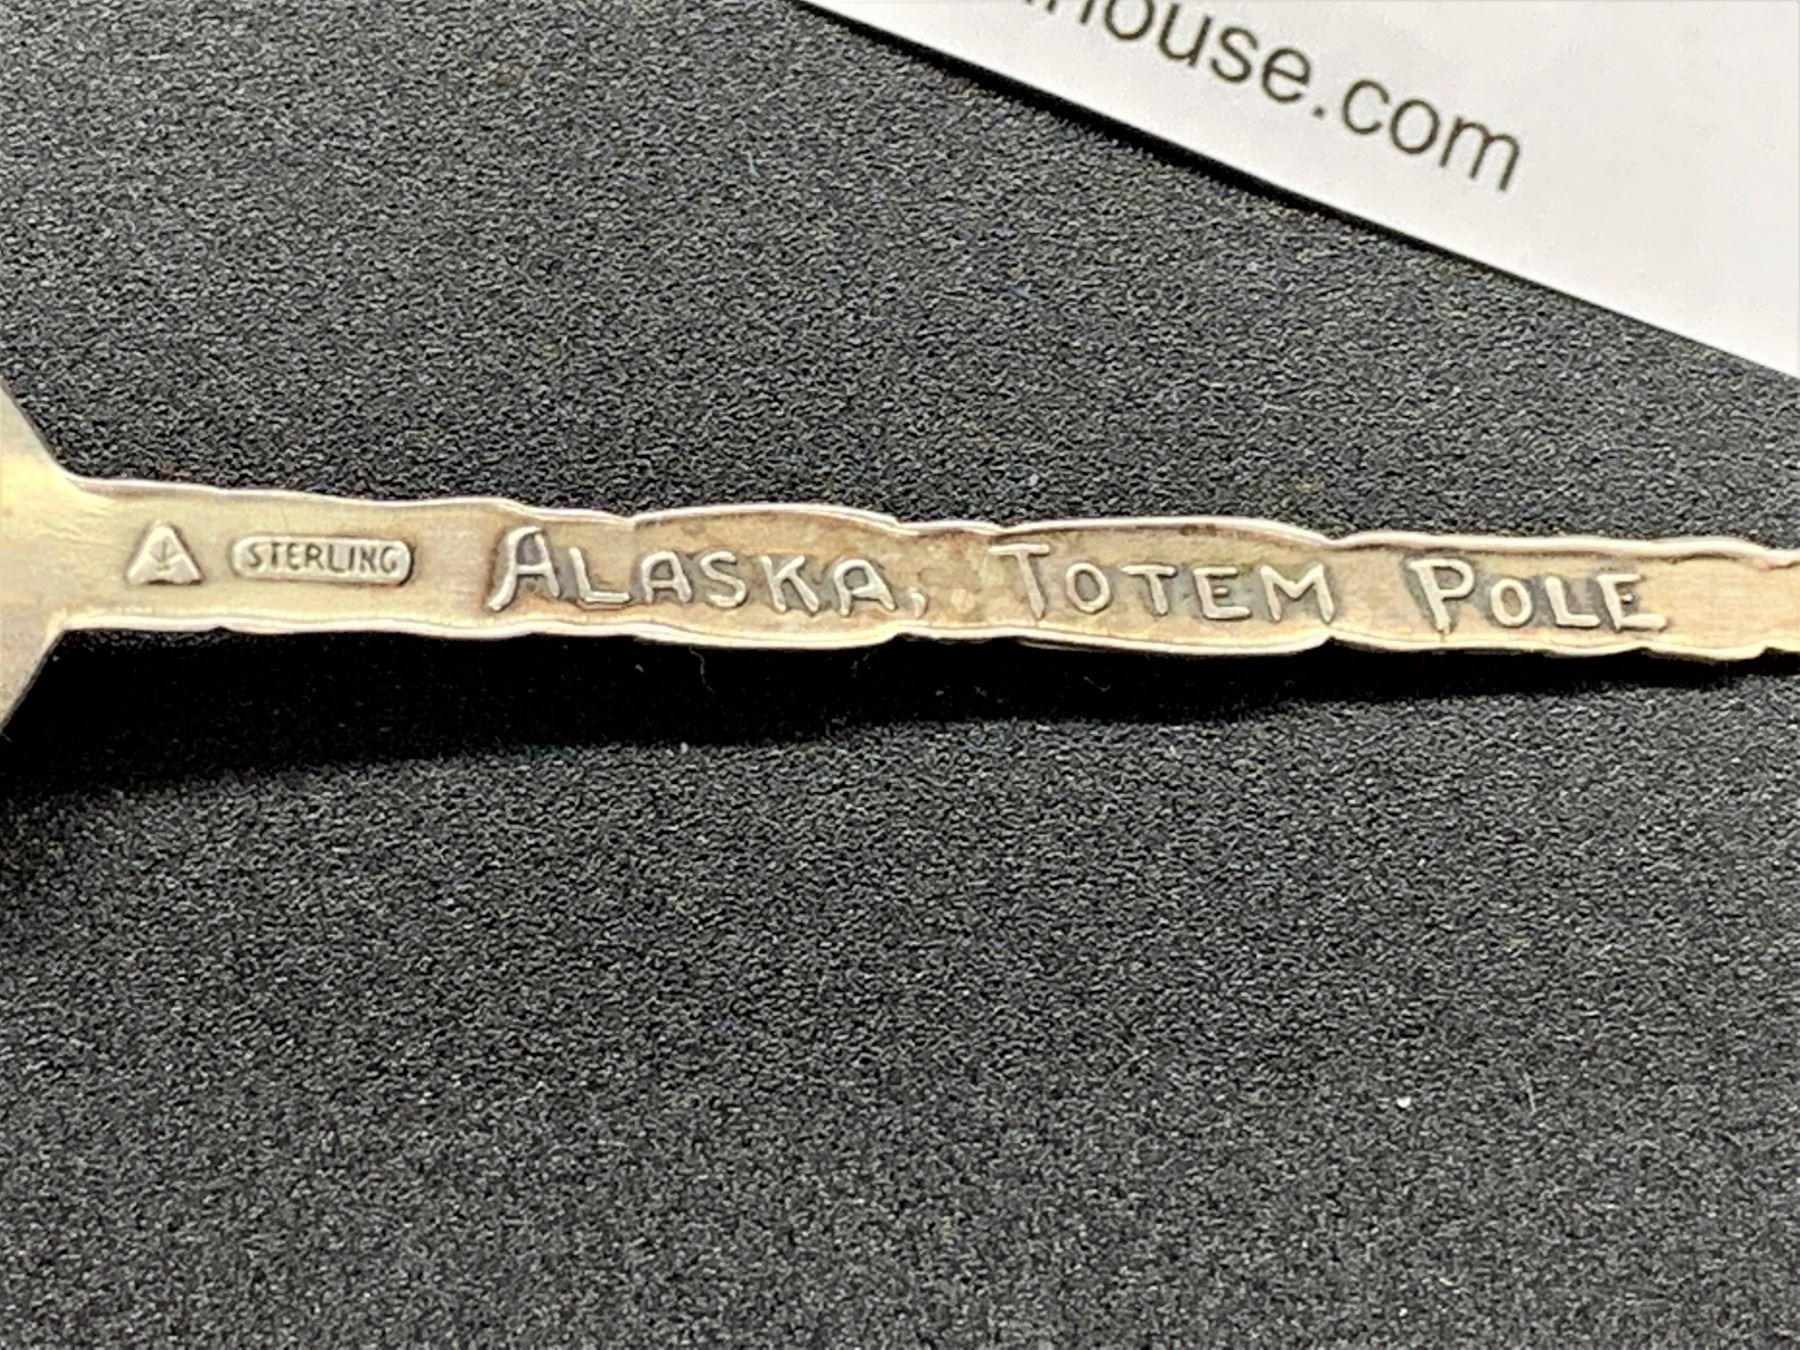 house.com
STERLING ALASKA, TOTEM POLE